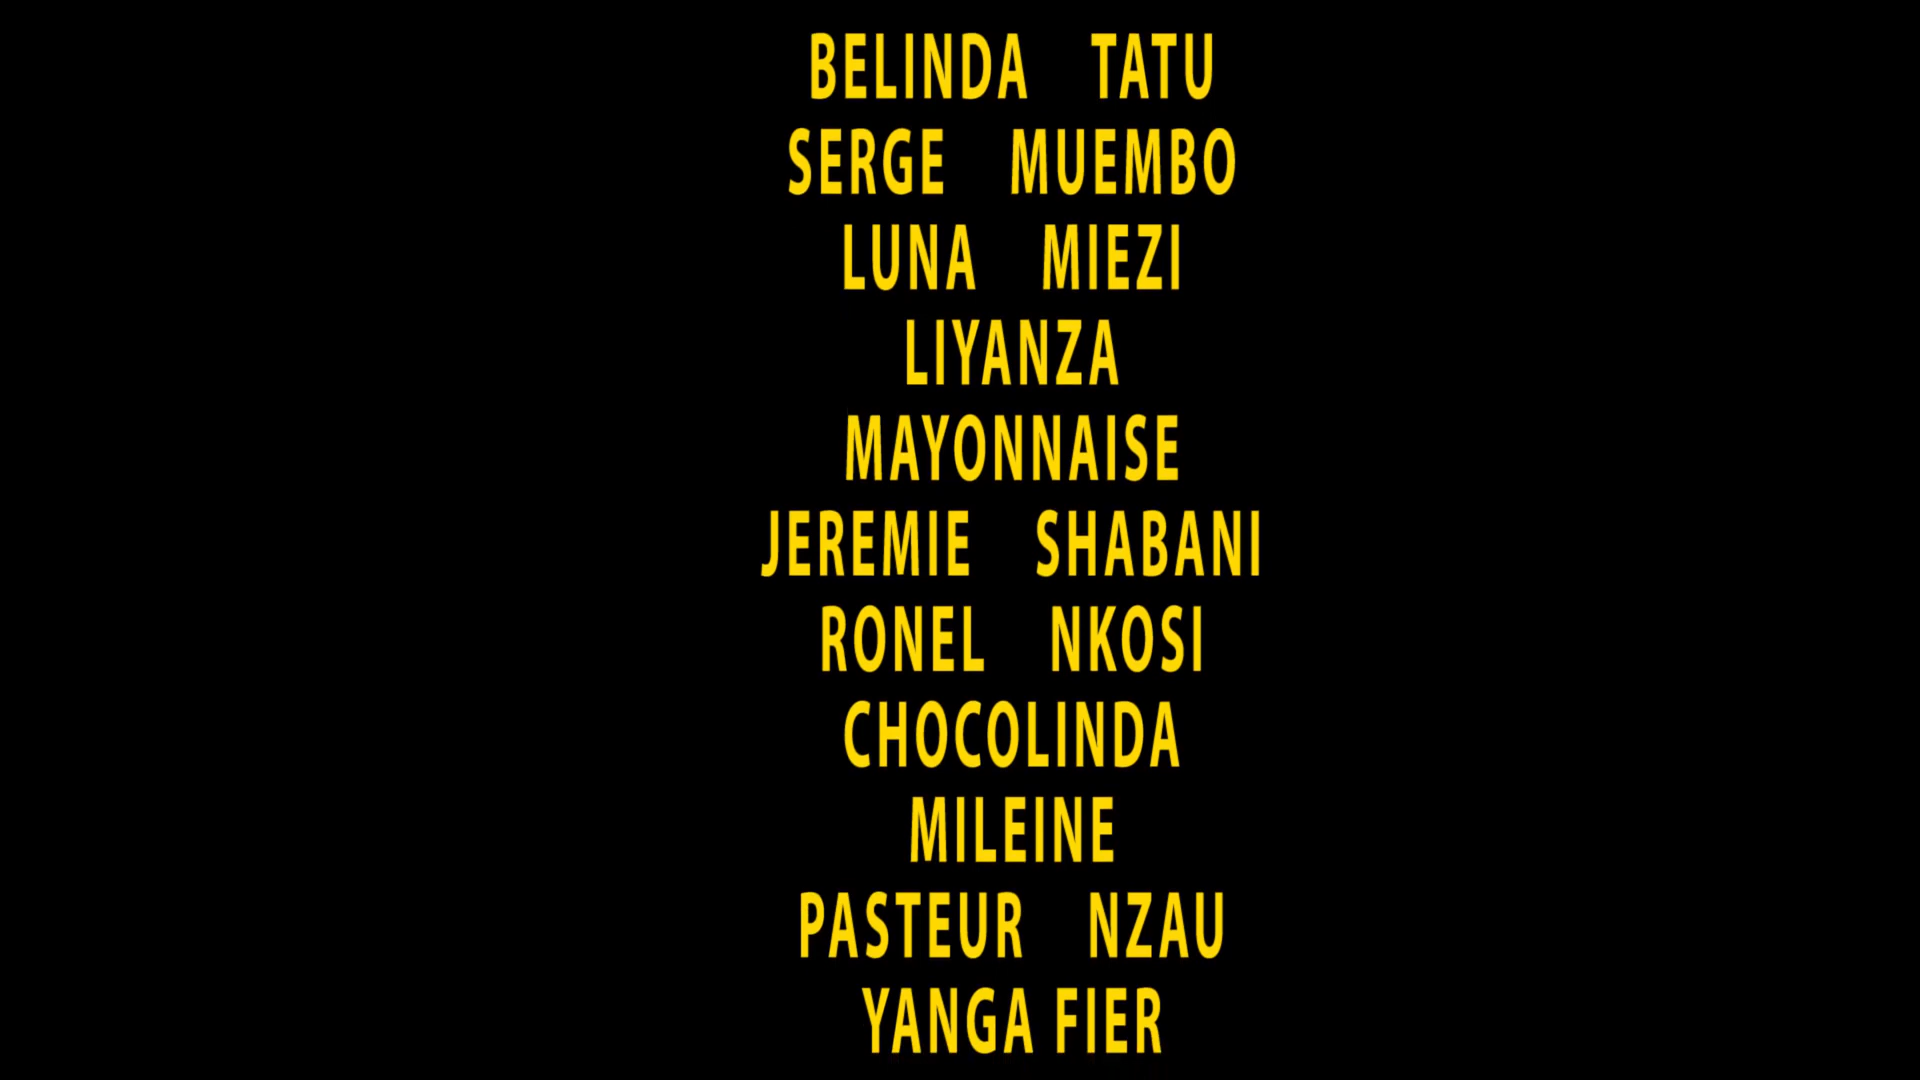 BELINDA TATU
SERGE MUEMBO
LUNA MIEZI
LIYANZA
MAYONNAISE
JEREMIE SHABANI
RONEL NKOSI
CHOCOLINDA
MILEINE
PASTEUR NZAU
YANGA FIER